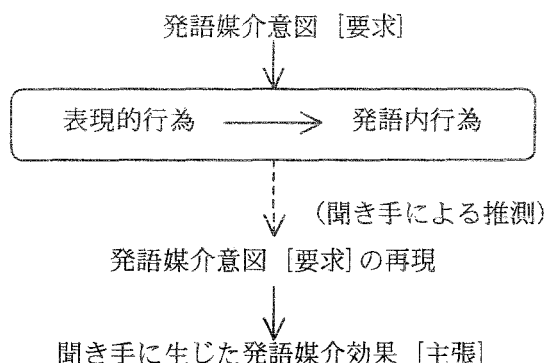 発語媒介意図 [要求]
表現的行為 発語内行為
(聞き手による推測)
発語媒介意図 [要求]の再現
聞き手に生じた発語媒介効果 [主張]